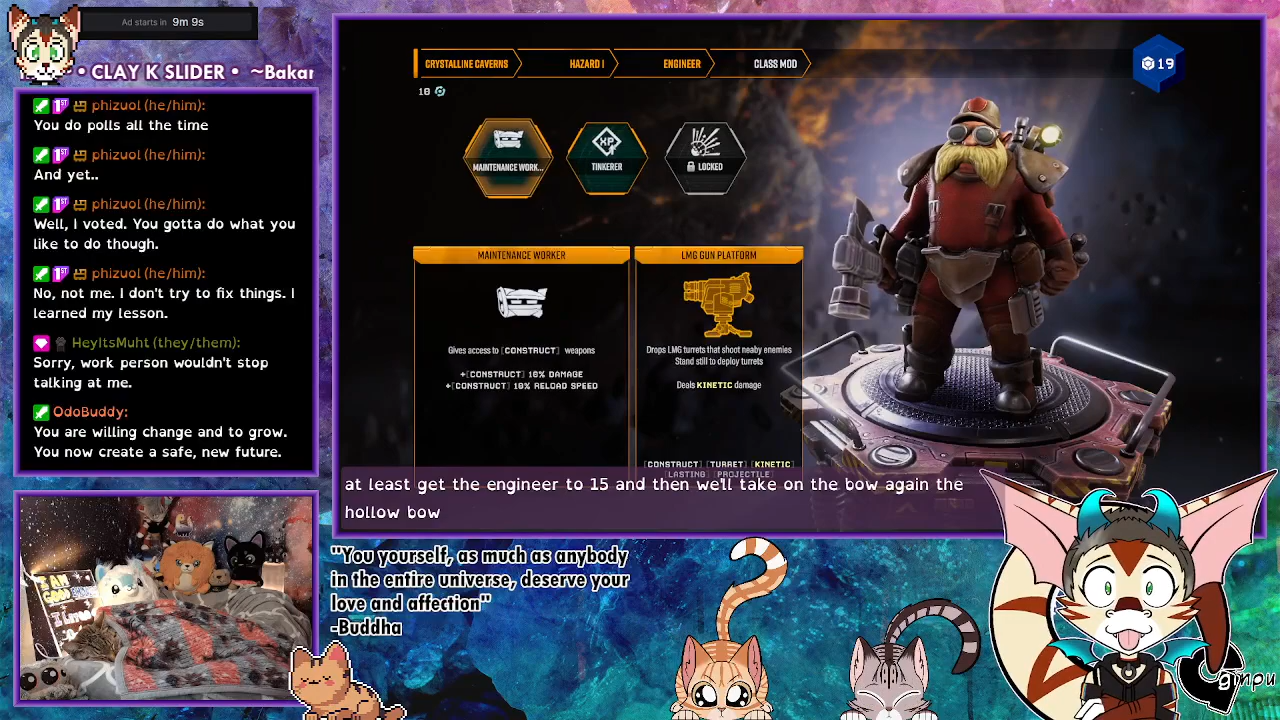 Ad starts in 9m 9s
• CLAY K SLIDER • ~Bakar
phizuol (he/him):
You do polls all the time
phizuol (he/him):
And yet..
phizuol (he/him):
Well, I voted. You gotta do what you
like to do though.
phizuol (he/him):
No, not me. I don't try to fix things. I
learned my lesson.
HeyItsMuht (they/them):
Sorry, work person wouldn't stop
talking at me.
OdoBuddy:
You are willing change and to grow.
You now create a safe, new future.
CRYSTALLINE CAVERNS
HAZARD I
ENGINEER
CLASS MOD
19
10
MAINTENANCE WORK...
XP
TINKERER
LOCKED
MAINTENANCE WORKER
Gives access to [CONSTRUCT] weapons
+[CONSTRUCT] 10% DAMAGE
+[CONSTRUCT] 10% RELOAD SPEED
LMG GUN PLATFORM
Drops LMG turrets that shoot neaby enemies
Stand still to deploy turrets
Deals KINETIC damage
[CONSTRUCT] [TURRET] [KINETIC]
LASTING PROJECTILE
at least get the engineer to 15 and then we'll take on the bow again the
hollow bow
"You yourself, as much as anybody
in the entire universe, deserve your
love and affection"
-Buddha
ginpu